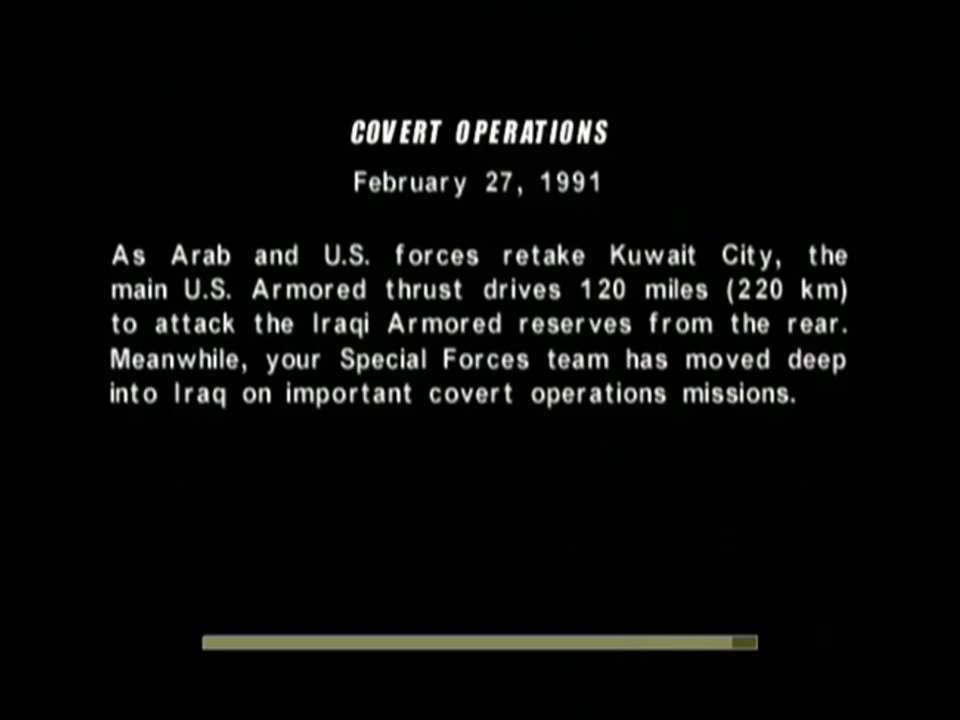 COVERT OPERATIONS
February 27, 1991
As Arab and U.S. forces retake Kuwait City, the
main U.S. Armored thrust drives 120 miles (220 km)
to attack the Iraqi Armored reserves from the rear.
Meanwhile, your Special Forces team has moved deep
into Iraq on important covert operations missions.